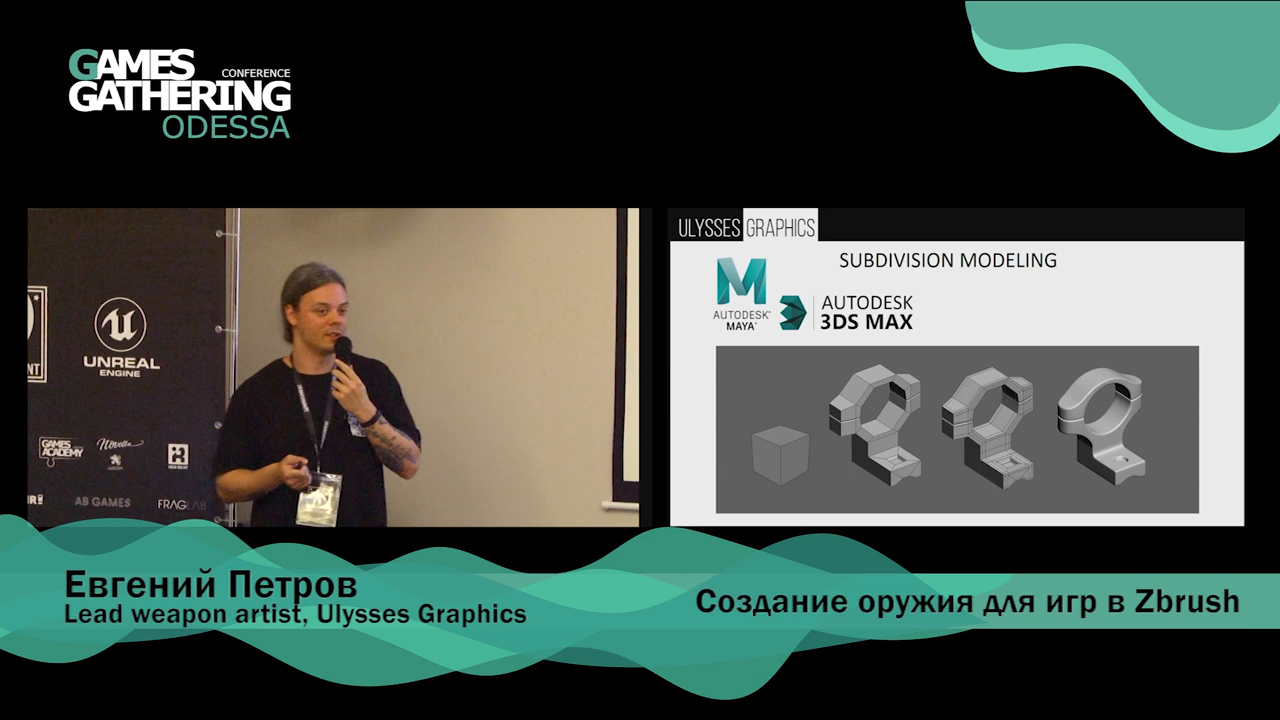 GAMES
CONFERENCE
GATHERING
ODESSA
UNREAL
ENGINE
GAMES
ACADEMY
AB GAMES
FRAGLAB
ULYSSES GRAPHICS
SUBDIVISION MODELING
AUTODESK®
MAYA®
AUTODESK
3DS MAX
Евгений Петров
Lead weapon artist, Ulysses Graphics
Создание оружия для игр в Zbrush